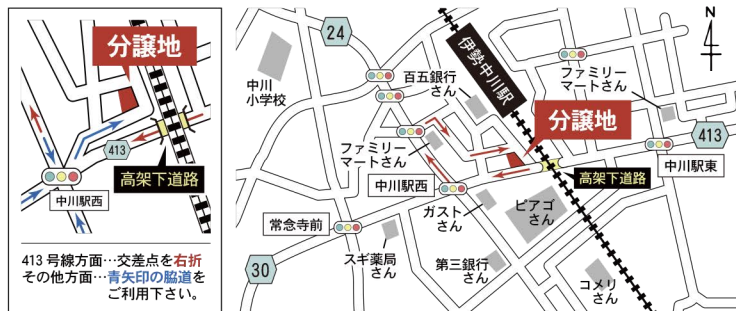 分譲地
413
中川駅西
高架下道路
413号線方面…交差点を右折
その他方面…青矢印の脇道を
ご利用下さい。
24
伊勢中川駅
N
中川
小学校
百五銀行
さん
ファミリー
マートさん
分譲地
413
ファミリー
マートさん
中川駅東
中川駅西
高架下道路
ガスト
さん
ピアゴ
さん
常念寺前
スギ薬局
さん
第三銀行
さん
30
コメリ
さん